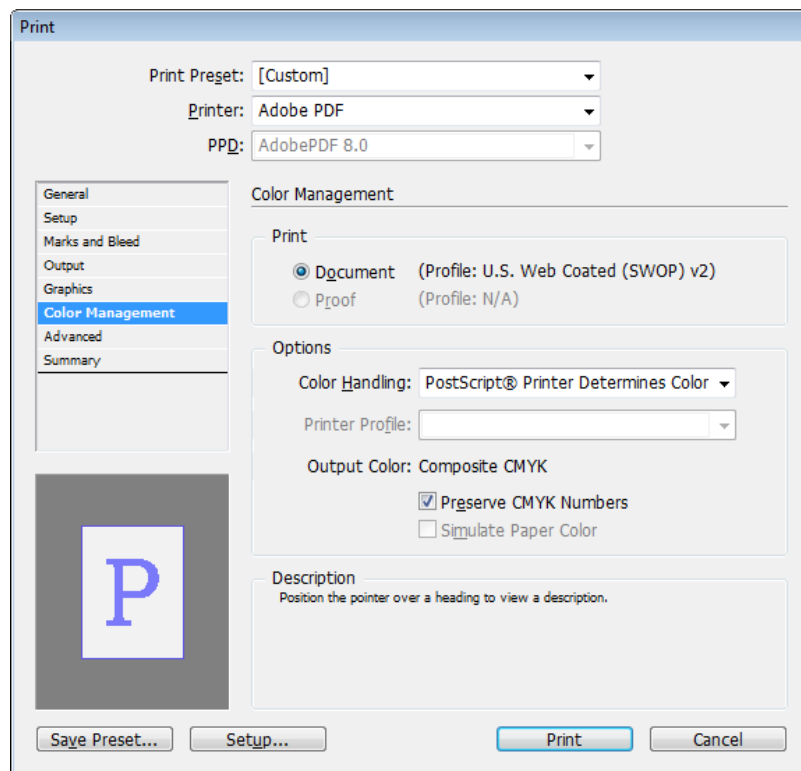 Print
Print Preset: [Custom]
Printer: Adobe PDF
PPD: AdobePDF 8.0
General
Setup
Marks and Bleed
Output
Graphics
Color Management
Advanced
Summary
Color Management
Print
Document (Profile: U.S. Web Coated (SWOP) v2)
Proof (Profile: N/A)
Options
Color Handling: PostScript® Printer Determines Color
Printer Profile:
Output Color: Composite CMYK
Preserve CMYK Numbers
Simulate Paper Color
P
Description
Position the pointer over a heading to view a description.
Save Preset... Setup... Print Cancel